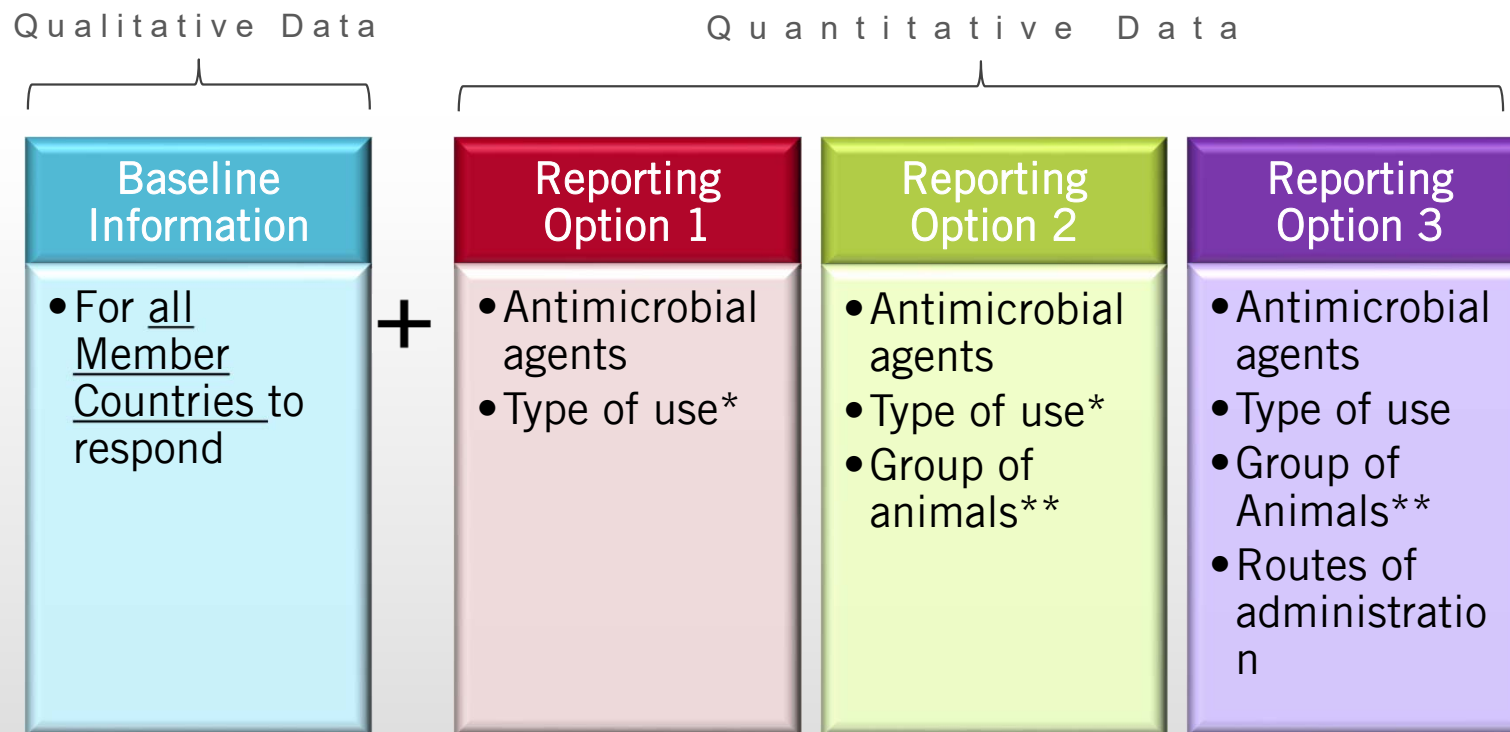 Qualitative Data
Quantitative Data
Baseline
Information
• For all
Member
Countries to
respond
+
Reporting
Option 1
• Antimicrobial
agents
• Type of use*
Reporting
Option 2
• Antimicrobial
agents
• Type of use*
• Group of
animals**
Reporting
Option 3
• Antimicrobial
agents
• Type of use
• Group of
Animals**
• Routes of
administratio
n